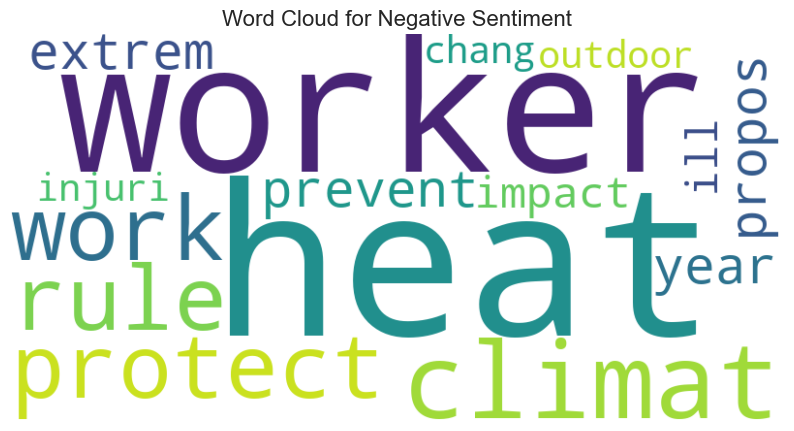 Word Cloud for Negative Sentiment
extrem
chang
outdoor
worker
propos
ill
injuri
prevent
impact
work
heat
year
rule
protect
climat